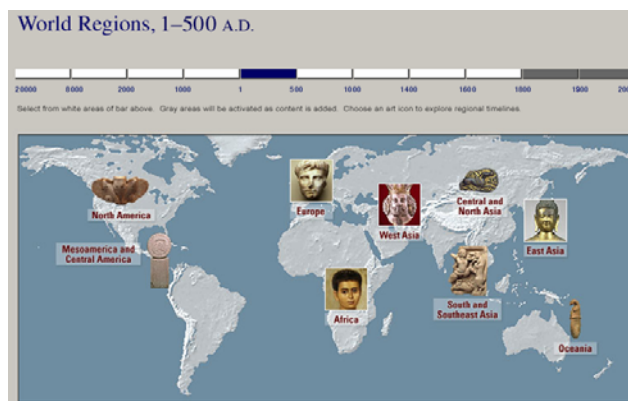 World Regions, 1–500 A.D.
20000 8000 2000 1000 1 500 1000 1400 1600 1800 1900 200
Select from white areas of bar above. Gray areas will be activated as content is added. Choose an art icon to explore regional timelines.
North America
Europe
West Asia
Central and
North Asia
East Asia
Mesoamerica and
Central America
Africa
South and
Southeast Asia
Oceania